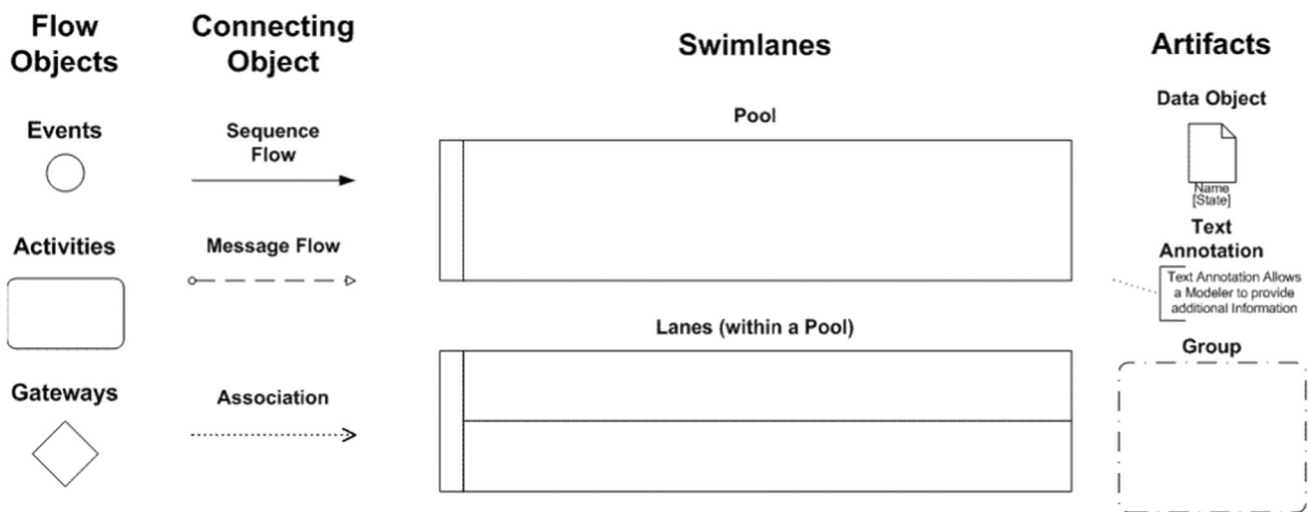 Flow
Objects
Events
Activities
Gateways
Connecting
Object
Sequence
Flow
Message Flow
Association
Swimlanes
Pool
Lanes (within a Pool)
Artifacts
Data Object
Name
[State]
Text
Annotation
Text Annotation Allows
a Modeler to provide
additional Information
Group